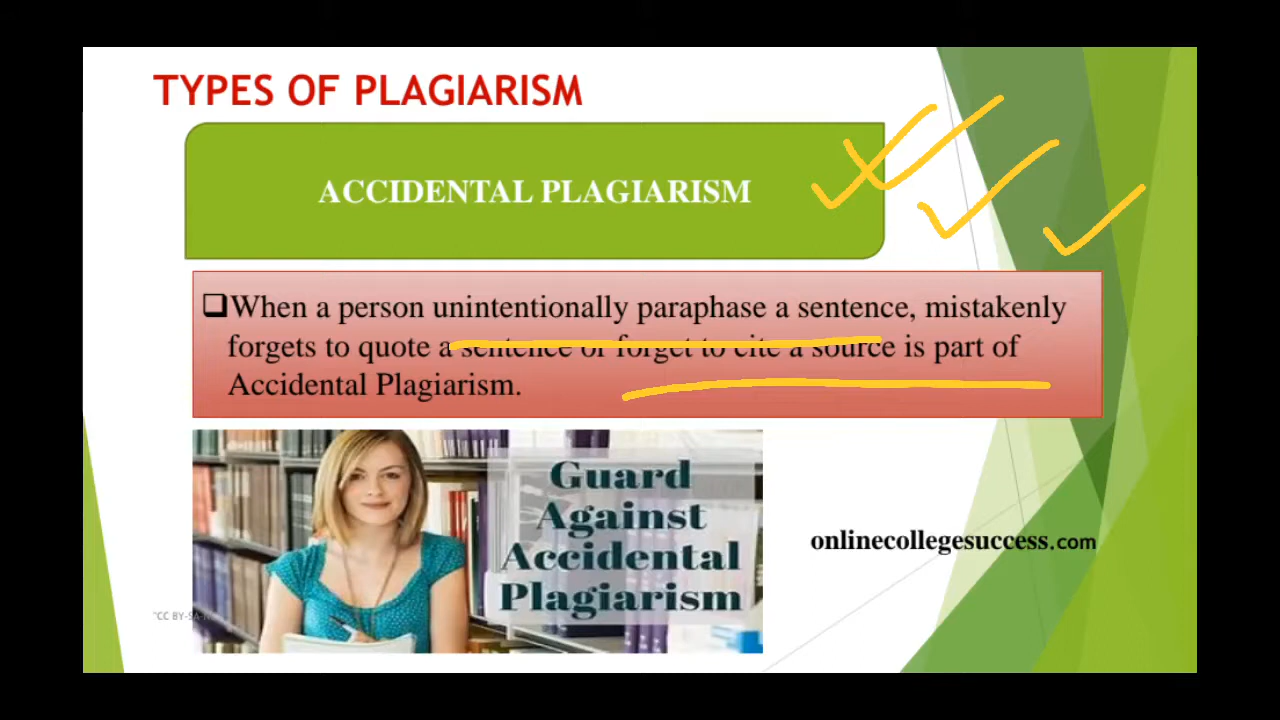 TYPES OF PLAGIARISM
ACCIDENTAL PLAGIARISM
❑When a person unintentionally paraphase a sentence, mistakenly
forgets to quote a sentence or forget to cite a source is part of
Accidental Plagiarism.
Guard
Against
Accidental
Plagiarism
onlinecollegesuccess.com
"CC BY-SA